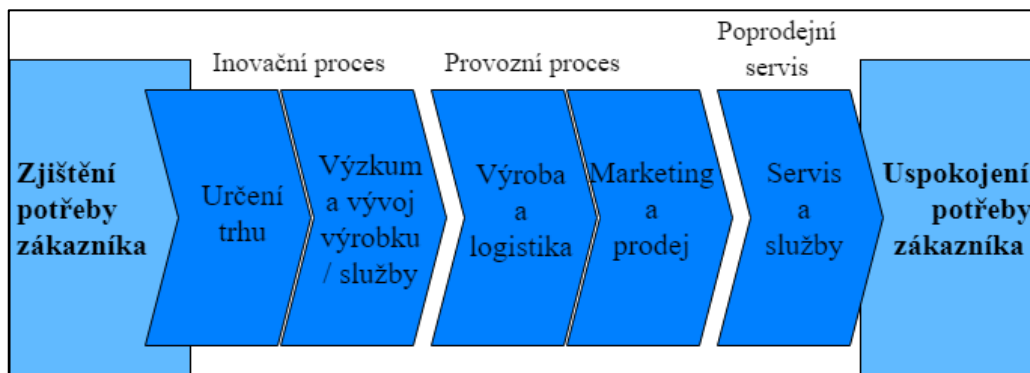 Inovační proces
Provozní proces
Poprodejní
servis
Zjištění
potřeby
zákazníka
Určení
trhu
Výzkum
a vývoj
výrobku
/ služby
Výroba
a
logistika
Marketing
a
prodej
Servis
a
služby
Uspokojení
potřeby
zákazníka